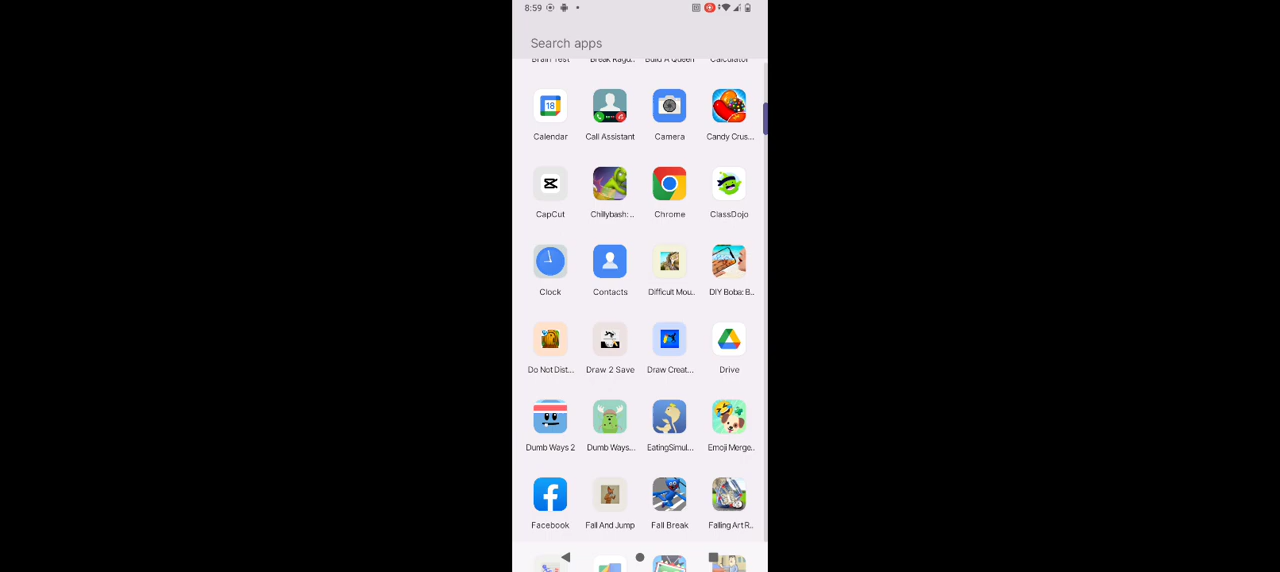 8:59
Search apps
Brain Test Break Ragd.. Build A Queen Calculator
18
Calendar Call Assistant Camera Candy Crus...
CapCut Chillybash:.. Chrome ClassDojo
Clock Contacts Difficult Mou.. DIY Boba: B..
Do Not Dist... Draw 2 Save Draw Creat... Drive
Dumb Ways 2 Dumb Ways... EatingSimul... Emoji Merge..
Facebook Fall And Jump Fall Break Falling Art R..